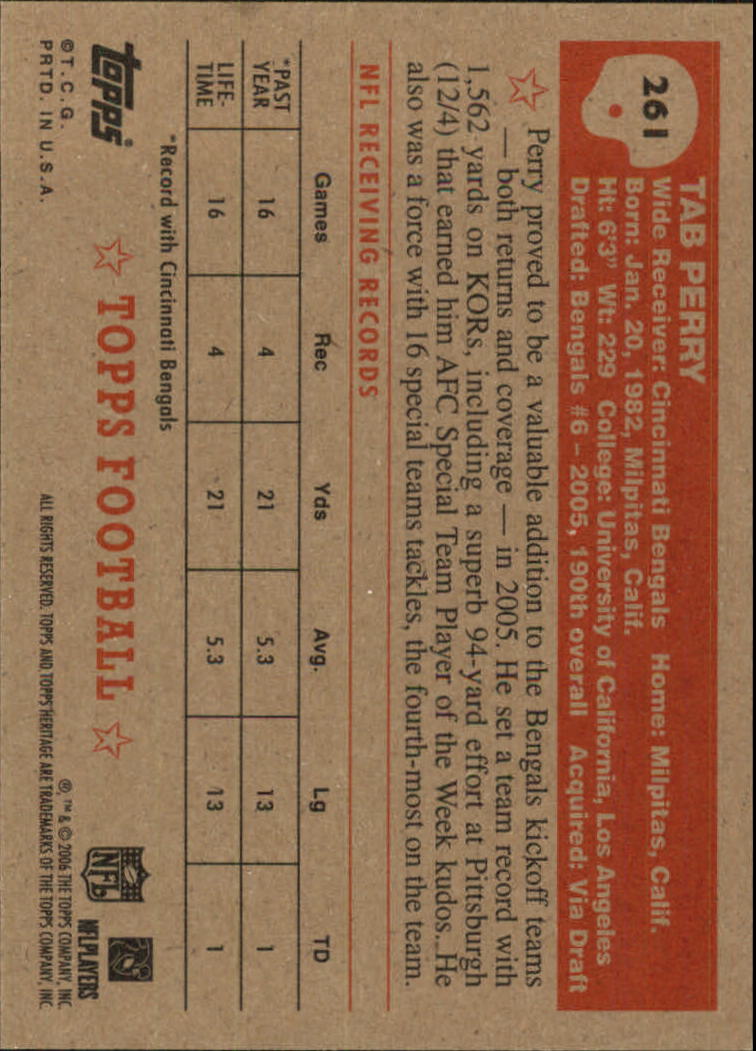 261
TAB PERRY
Wide Receiver: Cincinnati Bengals Home: Milpitas, Calif.
Born: Jan. 20, 1982, Milpitas, Calif.
Ht: 6'3" Wt: 229 College: University of California, Los Angeles
Drafted: Bengals #6 – 2005, 190th overall Acquired: Via Draft
Perry proved to be a valuable addition to the Bengals kickoff teams
— both returns and coverage — in 2005. He set a team record with
1,562 yards on KORs, including a superb 94-yard effort at Pittsburgh
(12/4) that earned him AFC Special Team Player of the Week kudos. He
also was a force with 16 special teams tackles, the fourth-most on the team.
NFL RECEIVING RECORDS
Games Rec Yds Avg. Lg TD
*PAST YEAR 16 4 21 5.3 13 1
LIFE-TIME 16 4 21 5.3 13 1
*Record with Cincinnati Bengals
topps®
©T.C.G.
PRTD. IN U.S.A.
TOPPS FOOTBALL
NFL
NFLPLAYERS
®, ™ & © 2006 THE TOPPS COMPANY, INC.
ALL RIGHTS RESERVED. TOPPS AND TOPPS HERITAGE ARE TRADEMARKS OF THE TOPPS COMPANY, INC.